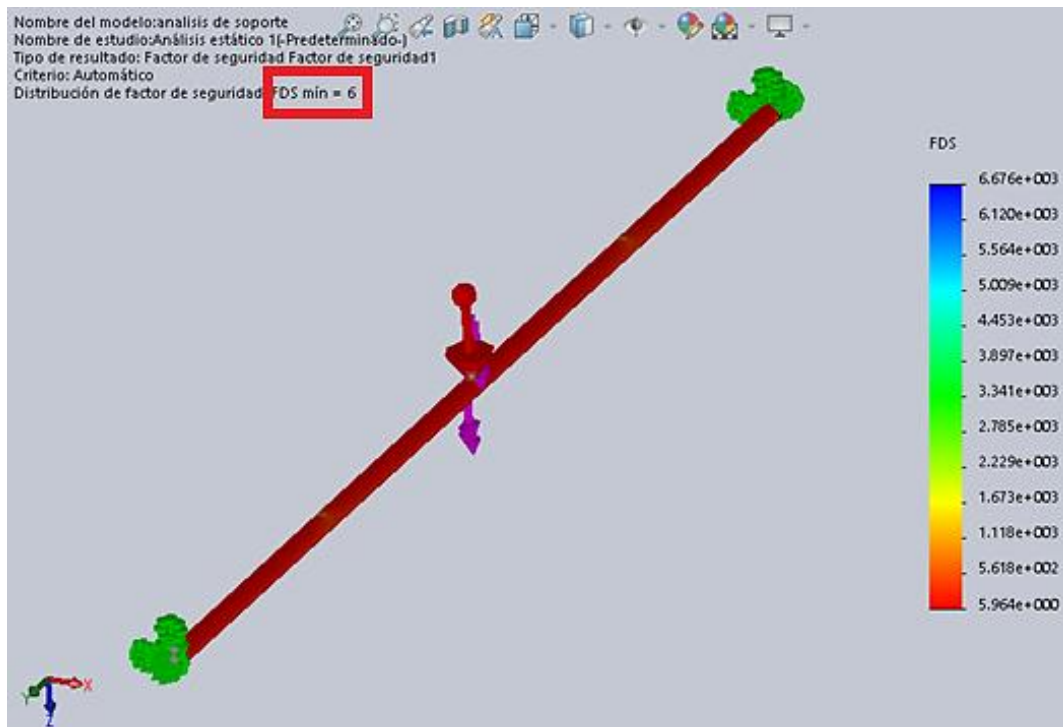 Nombre del modelo:analisis de soporte
Nombre de estudio:Análisis estático 1(-Predeterminado-)
Tipo de resultado: Factor de seguridad Factor de seguridad1
Criterio: Automático
Distribución de factor de seguridad: FDS mín = 6
FDS
6.676e+003
6.120e+003
5.564e+003
5.009e+003
4.453e+003
3.897e+003
3.341e+003
2.785e+003
2.229e+003
1.673e+003
1.118e+003
5.618e+002
5.964e+000
Y
X
Z